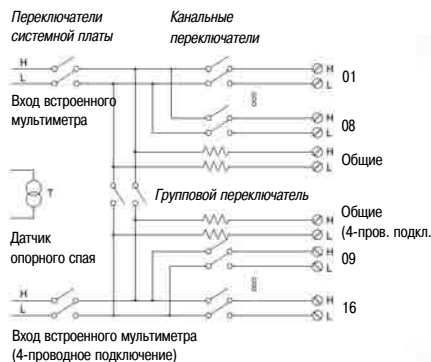 Переключатели
системной платы
Канальные
переключатели
H
L
H
L
01
Вход встроенного
мультиметра
H
L
08
H
L
Общие
T
Групповой переключатель
Датчик
опорного спая
H
L
Общие
(4-пров. подкл.
H
L
09
H
L
H
L
16
Вход встроенного мультиметра
(4-проводное подключение)